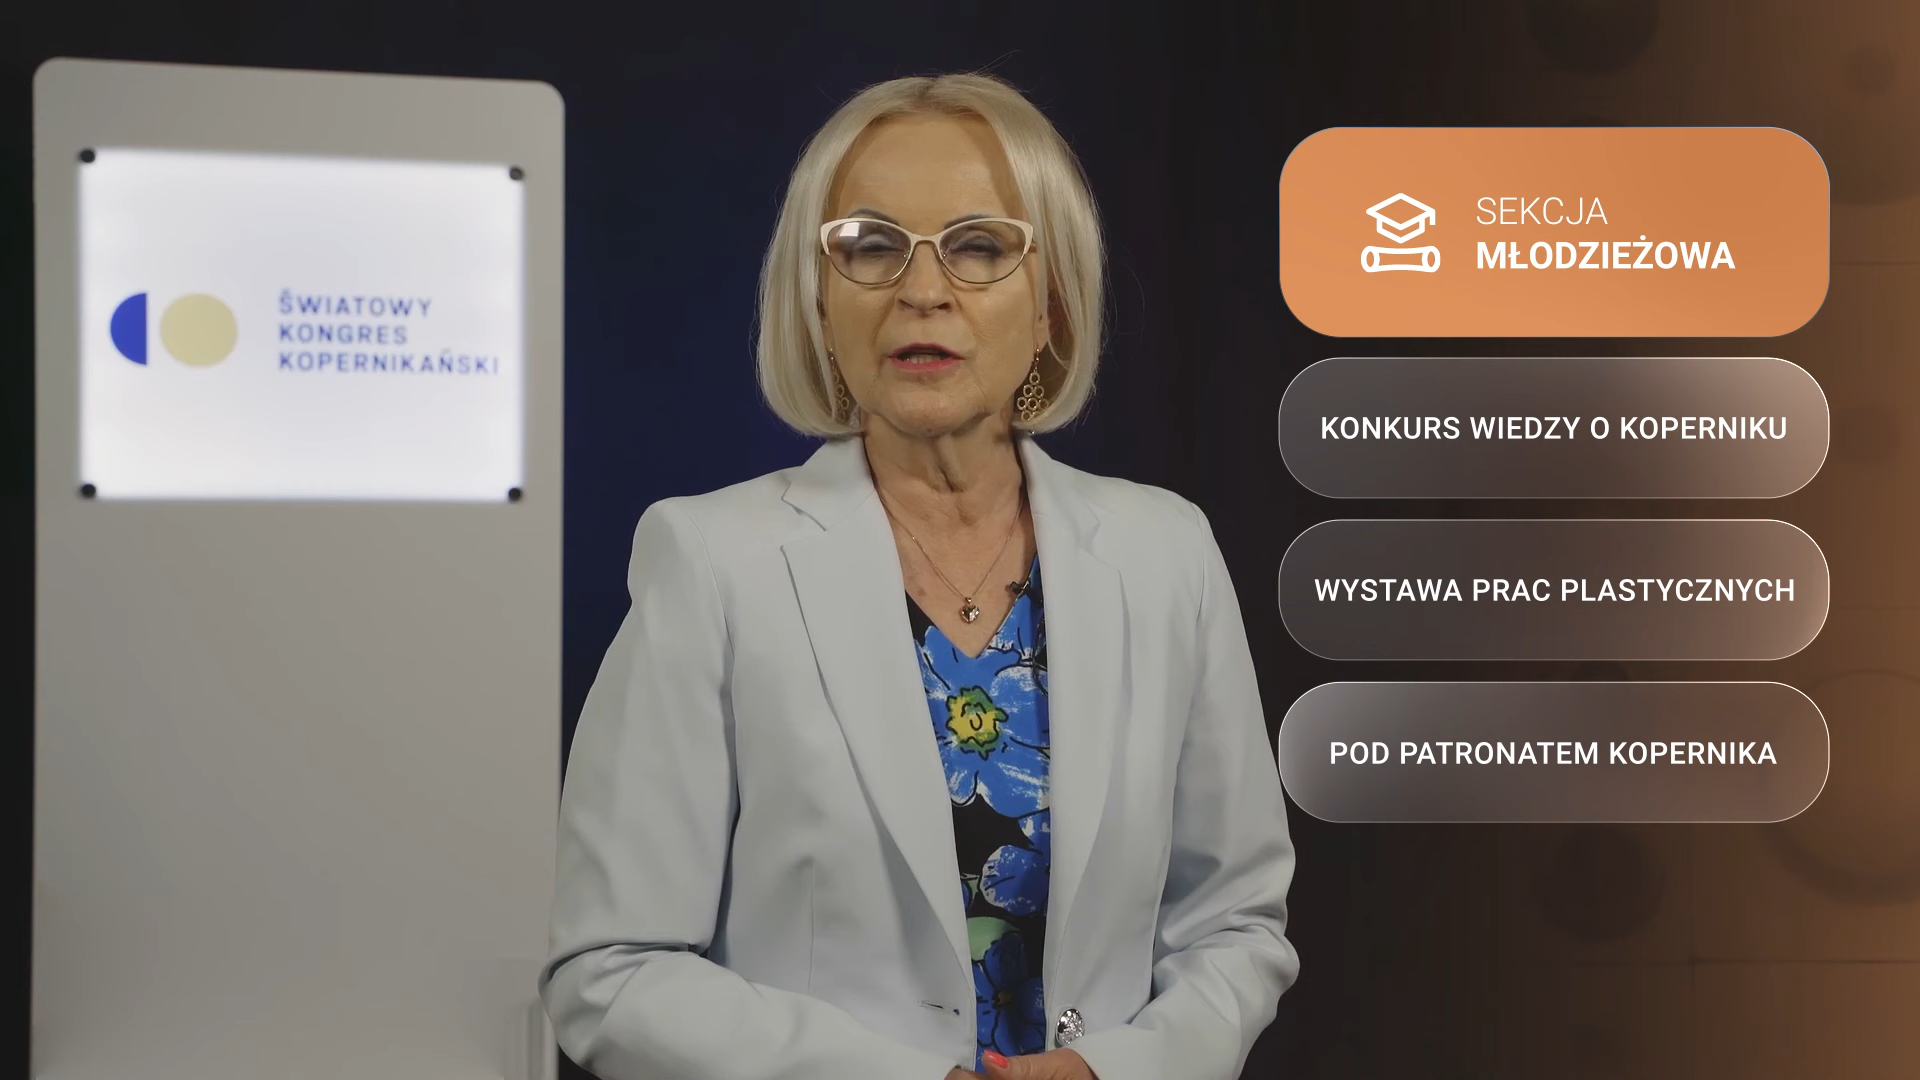 ŚWIATOWY
KONGRES
KOPERNIKAŃSKI
SEKCJA
MŁODZIEŻOWA
KONKURS WIEDZY O KOPERNIKU
WYSTAWA PRAC PLASTYCZNYCH
POD PATRONATEM KOPERNIKA